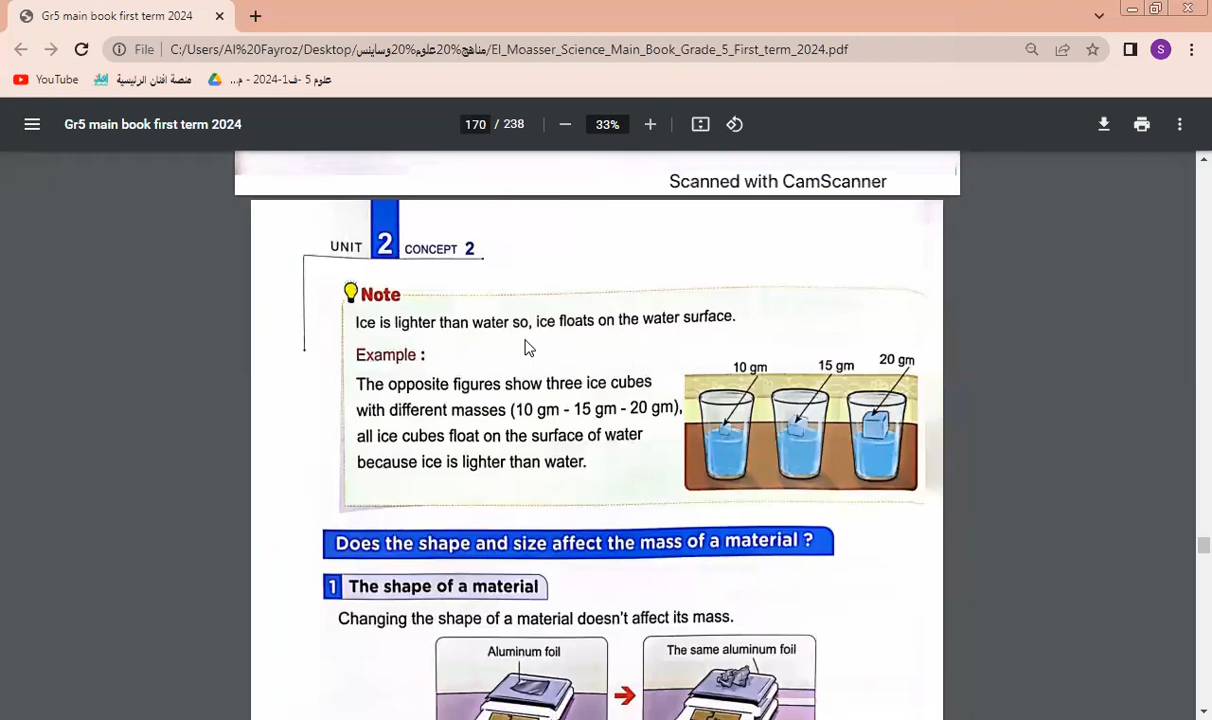 Gr5 main book first term 2024
File
C:/Users/Al%20Fayroz/Desktop/مناهج%20علوم%20وساينس/El_Moasser_Science_Main_Book_Grade_5_First_term_2024.pdf
S
YouTube
منصة افنان الرئيسية
علوم 5 -ف1-2024 - م...
Gr5 main book first term 2024
170 / 238
33%
Scanned with CamScanner
UNIT 2 CONCEPT 2
Note
Ice is lighter than water so, ice floats on the water surface.
Example :
The opposite figures show three ice cubes
with different masses (10 gm - 15 gm - 20 gm),
all ice cubes float on the surface of water
because ice is lighter than water.
10 gm
15 gm
20 gm
Does the shape and size affect the mass of a material ?
1 The shape of a material
Changing the shape of a material doesn't affect its mass.
Aluminum foil
The same aluminum foil